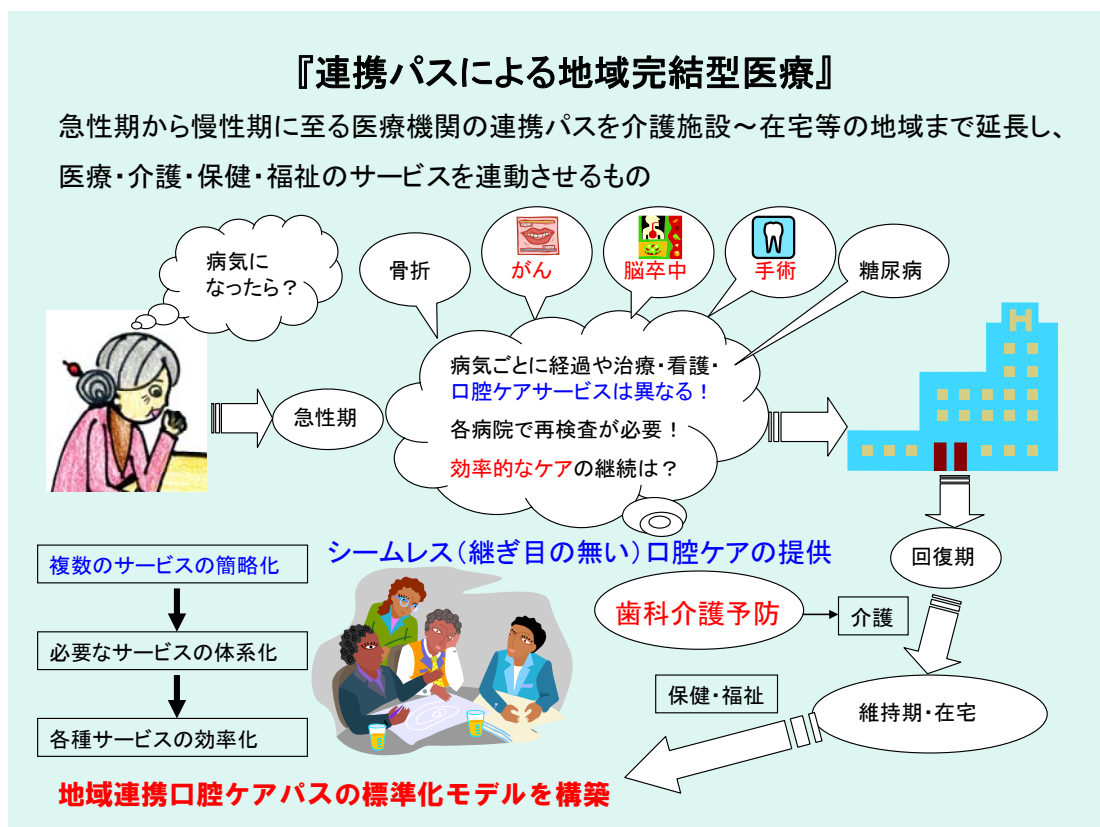 『連携パスによる地域完結型医療』
急性期から慢性期に至る医療機関の連携パスを介護施設～在宅等の地域まで延長し、
医療・介護・保健・福祉のサービスを連動させるもの
病気に
なったら？
骨折
がん
脳卒中
手術
糖尿病
急性期
病気ごとに経過や治療・看護・
口腔ケアサービスは異なる！
各病院で再検査が必要！
効率的なケアの継続は？
H
シームレス（継ぎ目の無い）口腔ケアの提供
回復期
複数のサービスの簡略化
必要なサービスの体系化
各種サービスの効率化
歯科介護予防
介護
保健・福祉
維持期・在宅
地域連携口腔ケアパスの標準化モデルを構築